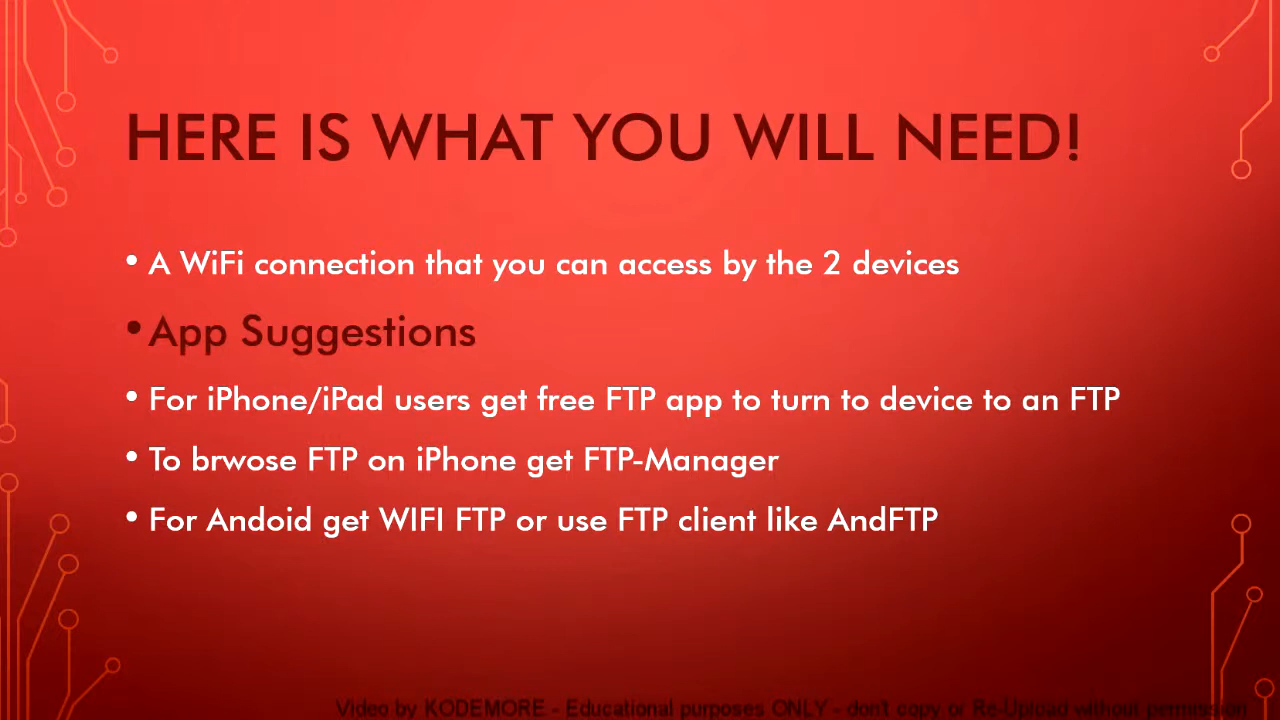 HERE IS WHAT YOU WILL NEED!
• A WiFi connection that you can access by the 2 devices
• App Suggestions
• For iPhone/iPad users get free FTP app to turn to device to an FTP
• To brwose FTP on iPhone get FTP-Manager
• For Andoid get WIFI FTP or use FTP client like AndFTP
Video by KODEMORE - Educational purposes ONLY - don't copy or Re-Upload without permission